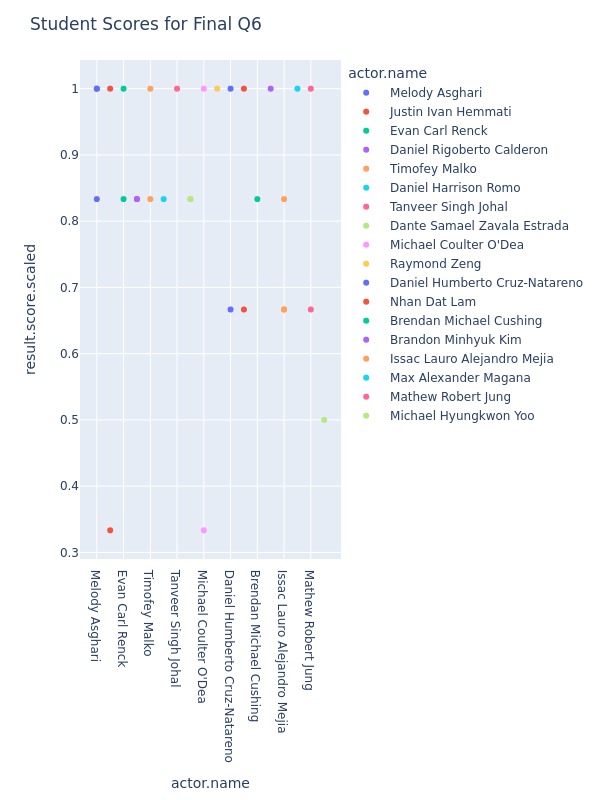 Student Scores for Final Q6
actor.name
Melody Asghari
Justin Ivan Hemmati
Evan Carl Renck
Daniel Rigoberto Calderon
Timofey Malko
Daniel Harrison Romo
Tanveer Singh Johal
Dante Samael Zavala Estrada
Michael Coulter O'Dea
Raymond Zeng
Daniel Humberto Cruz-Natareno
Nhan Dat Lam
Brendan Michael Cushing
Brandon Minhyuk Kim
Issac Lauro Alejandro Mejia
Max Alexander Magana
Mathew Robert Jung
Michael Hyungkwon Yoo
result.score.scaled
1
0.9
0.8
0.7
0.6
0.5
0.4
0.3
Melody Asghari
Evan Carl Renck
Timofey Malko
Tanveer Singh Johal
Michael Coulter O'Dea
Daniel Humberto Cruz-Natareno
Brendan Michael Cushing
Issac Lauro Alejandro Mejia
Mathew Robert Jung
actor.name